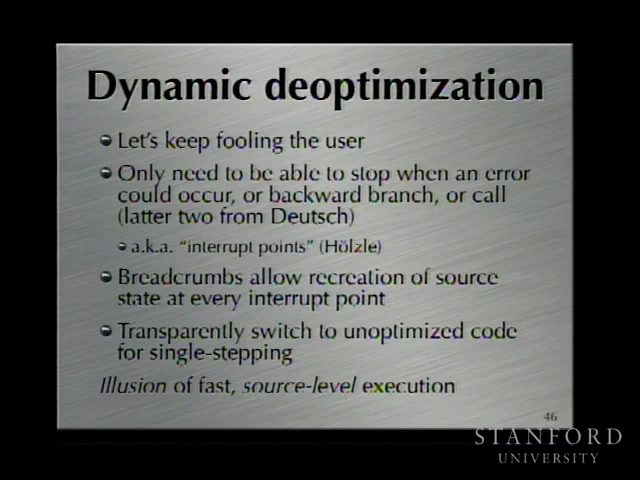 Dynamic deoptimization
Let's keep fooling the user
Only need to be able to stop when an error
could occur, or backward branch, or call
(latter two from Deutsch)
a.k.a. "interrupt points" (Hölzle)
Breadcrumbs allow recreation of source
state at every interrupt point
Transparently switch to unoptimized code
for single-stepping
Illusion of fast, source-level execution
46
STANFORD
UNIVERSITY